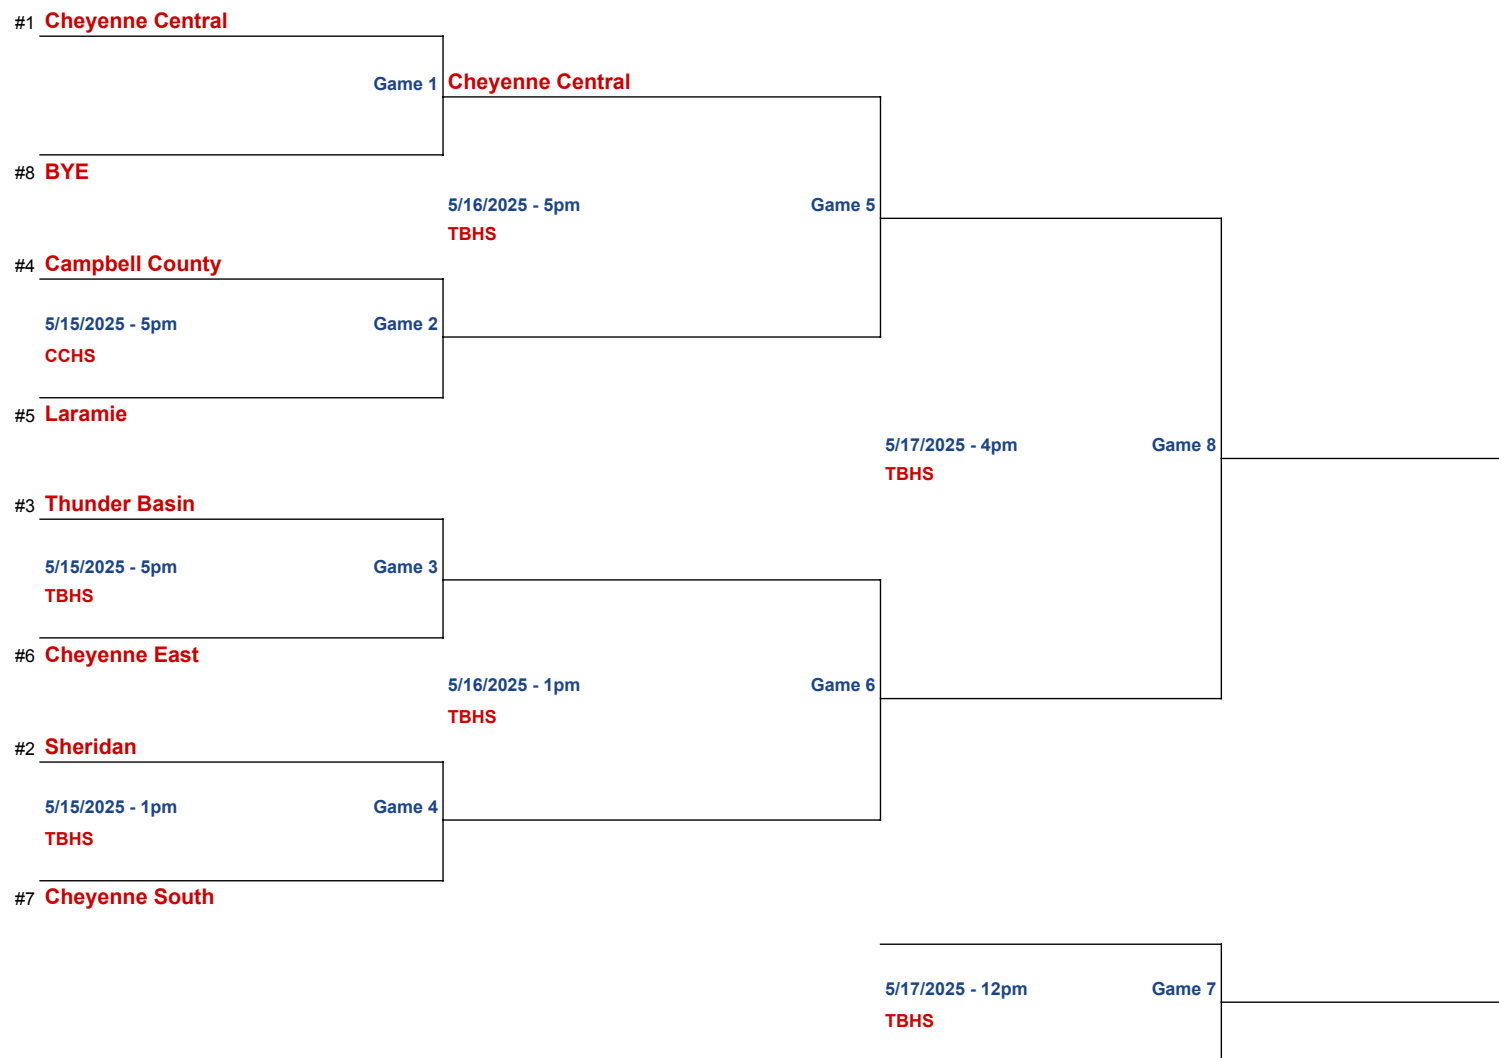 #1 Cheyenne Central
Game 1 Cheyenne Central
#8 BYE
5/16/2025 - 5pm Game 5
TBHS
#4 Campbell County
5/15/2025 - 5pm Game 2
CCHS
#5 Laramie
5/17/2025 - 4pm Game 8
TBHS
#3 Thunder Basin
5/15/2025 - 5pm Game 3
TBHS
#6 Cheyenne East
5/16/2025 - 1pm Game 6
TBHS
#2 Sheridan
5/15/2025 - 1pm Game 4
TBHS
#7 Cheyenne South
5/17/2025 - 12pm Game 7
TBHS